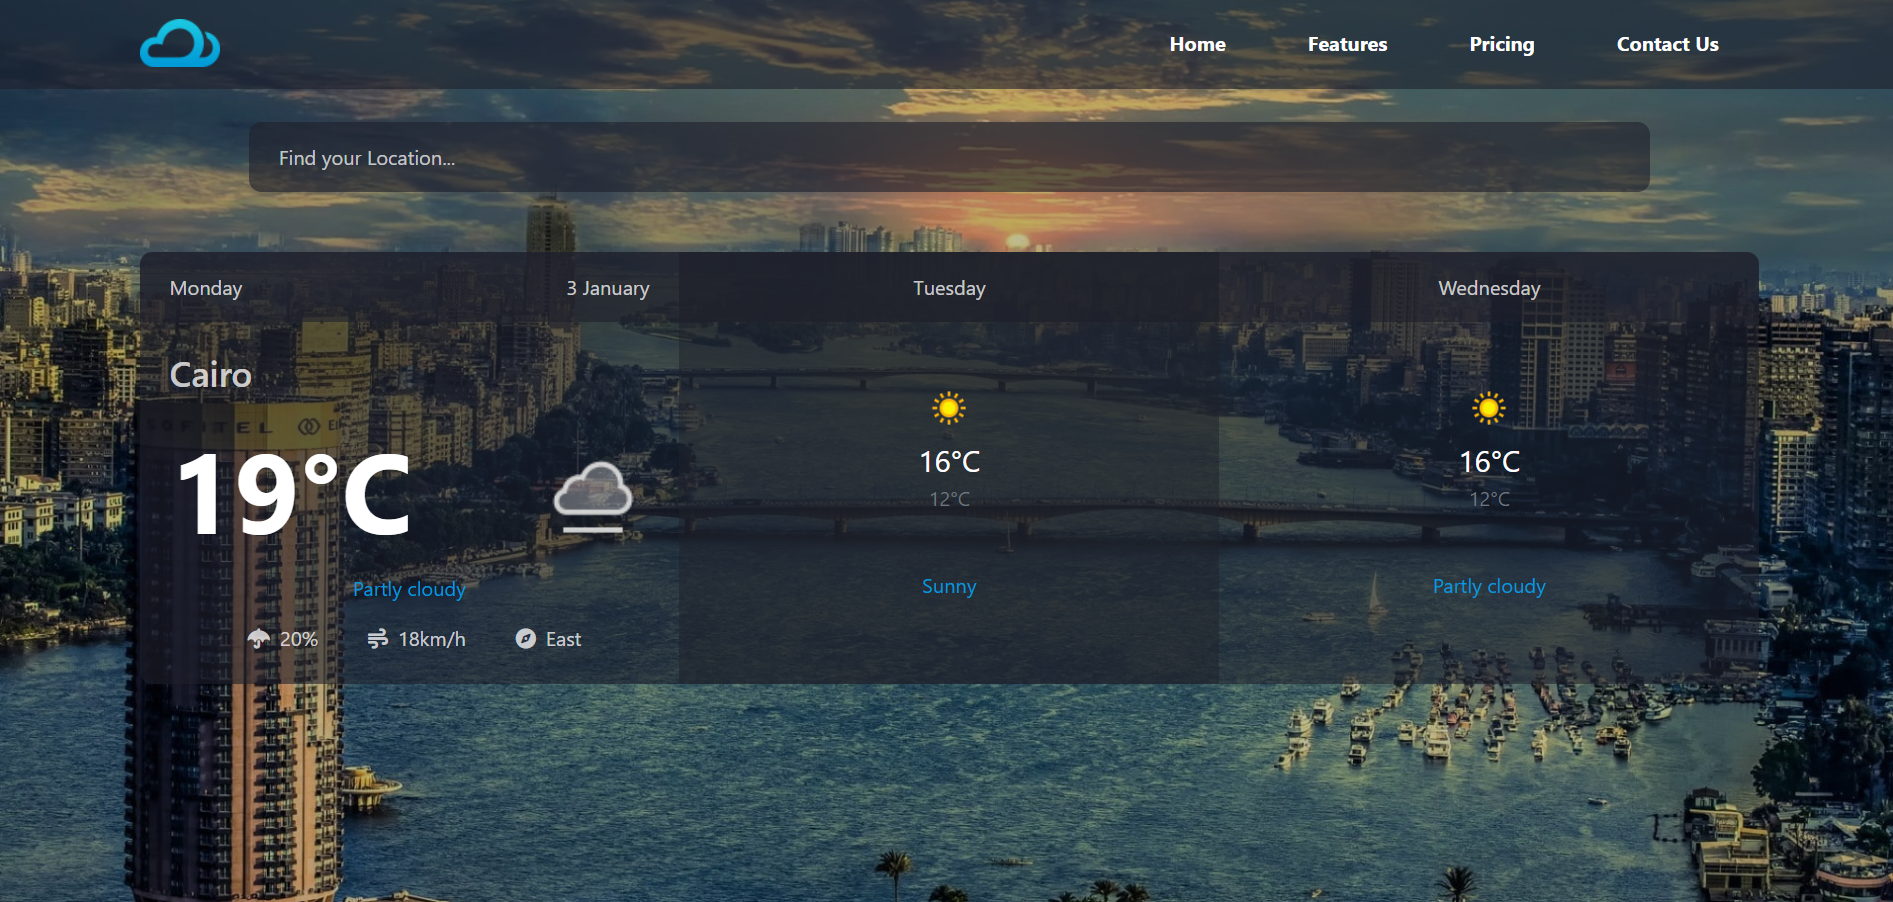 Home Features Pricing Contact Us
Find your Location...
Monday 3 January Tuesday Wednesday
Cairo
SOFITEL
19°C
16°C 16°C
12°C 12°C
Partly cloudy Sunny Partly cloudy
20% 18km/h East